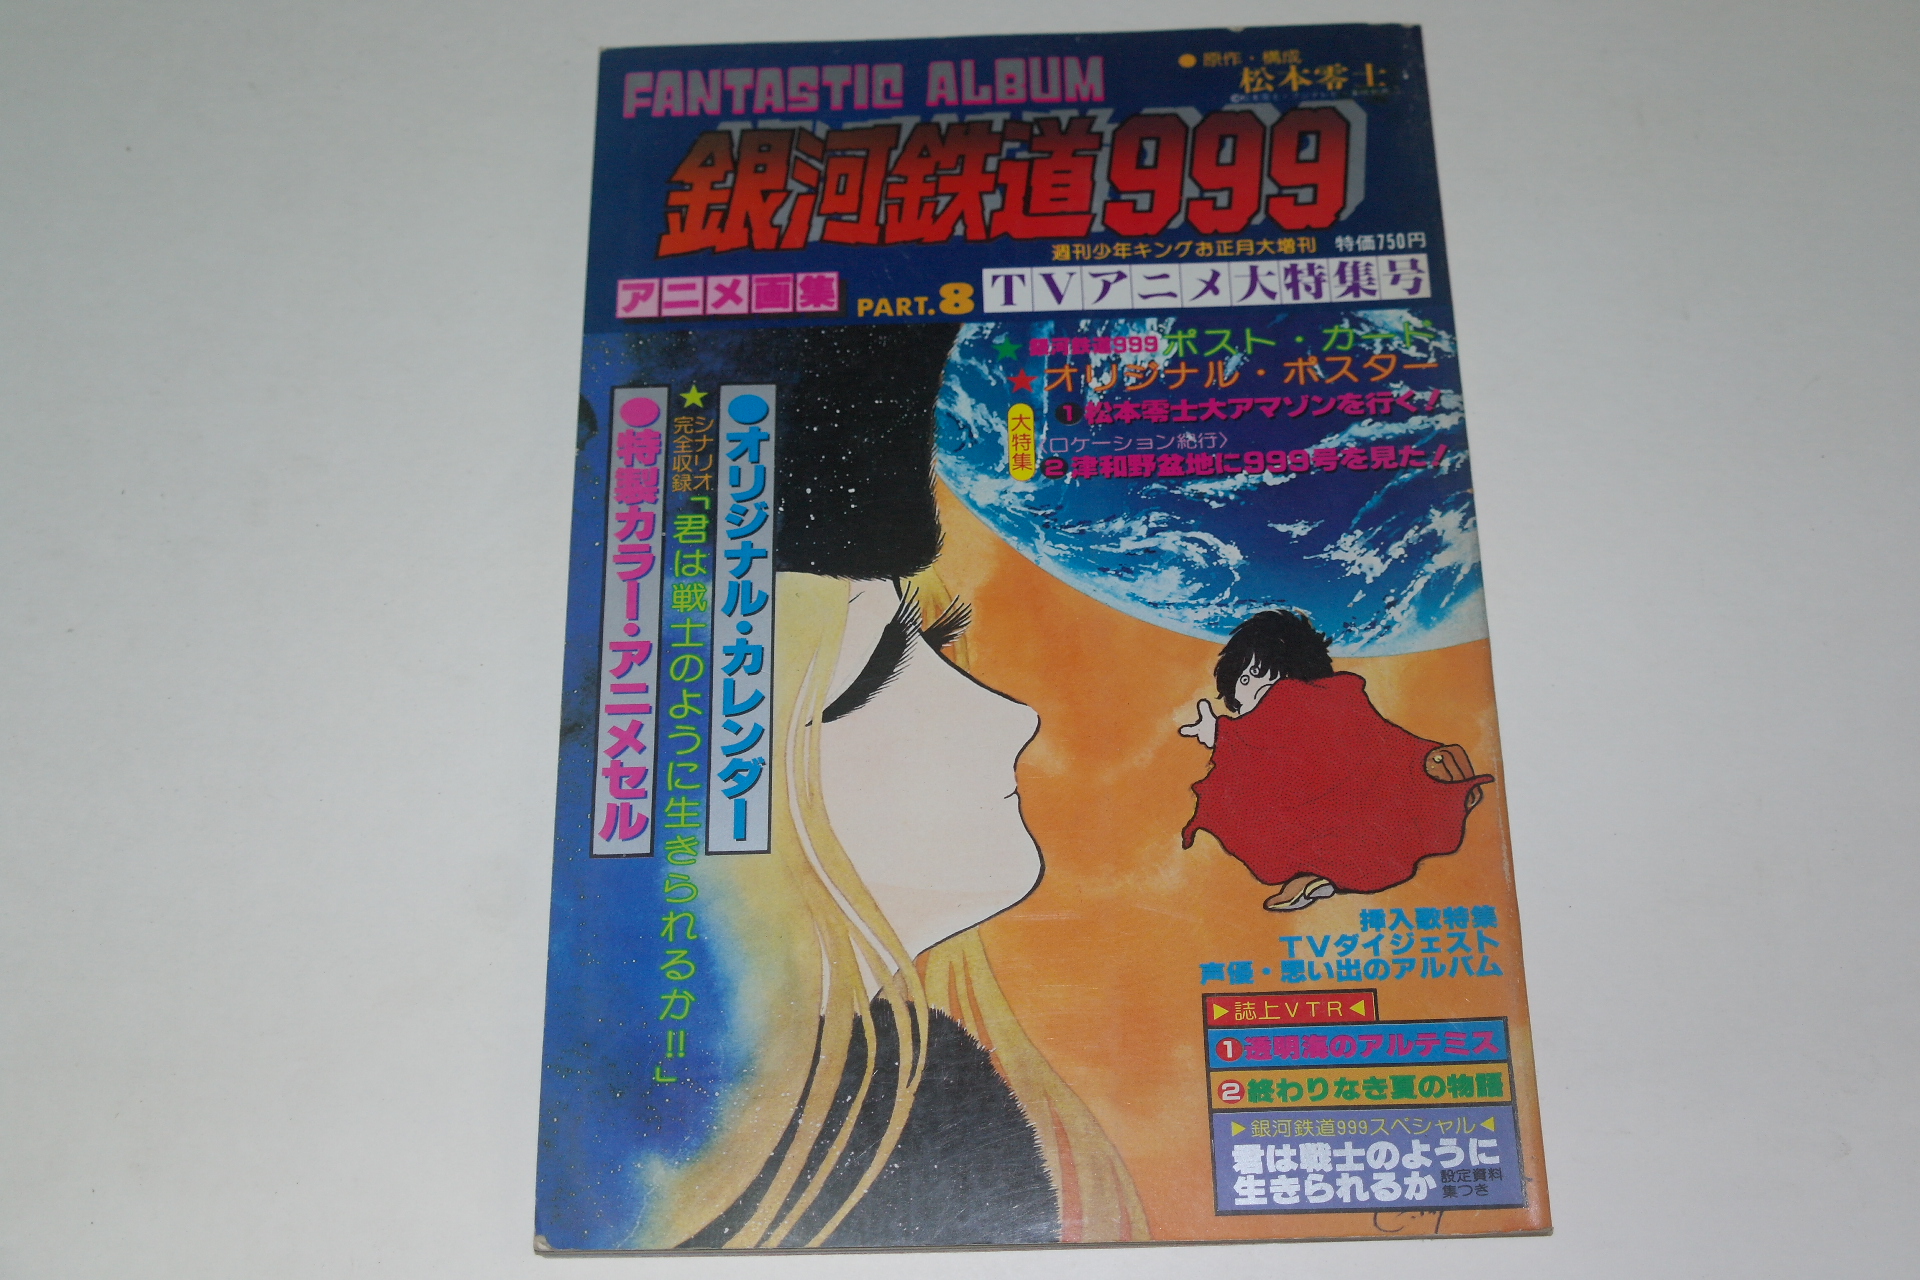 FANTASTIC ALBUM
●原作・構成
松本零士
銀河鉄道999
週刊少年キングお正月大増刊 特価750円
アニメ画集 PART.8 TVアニメ大特集号
★銀河鉄道999ポスト・カード
★オリジナル・ポスター
大特集
❶松本零士大アマゾンを行く!
〈ロケーション紀行〉
❷津和野盆地に999号を見た!
●オリジナル・カレンダー
★シナリオ完全収録
「君は戦士のように生きられるか!!」
●特製カラー・アニメセル
挿入歌特集
TVダイジェスト
声優・思い出のアルバム
▶誌上VTR◀
❶透明海のアルテミス
❷終わりなき夏の物語
▶銀河鉄道999スペシャル◀
君は戦士のように
生きられるか
設定資料
集つき